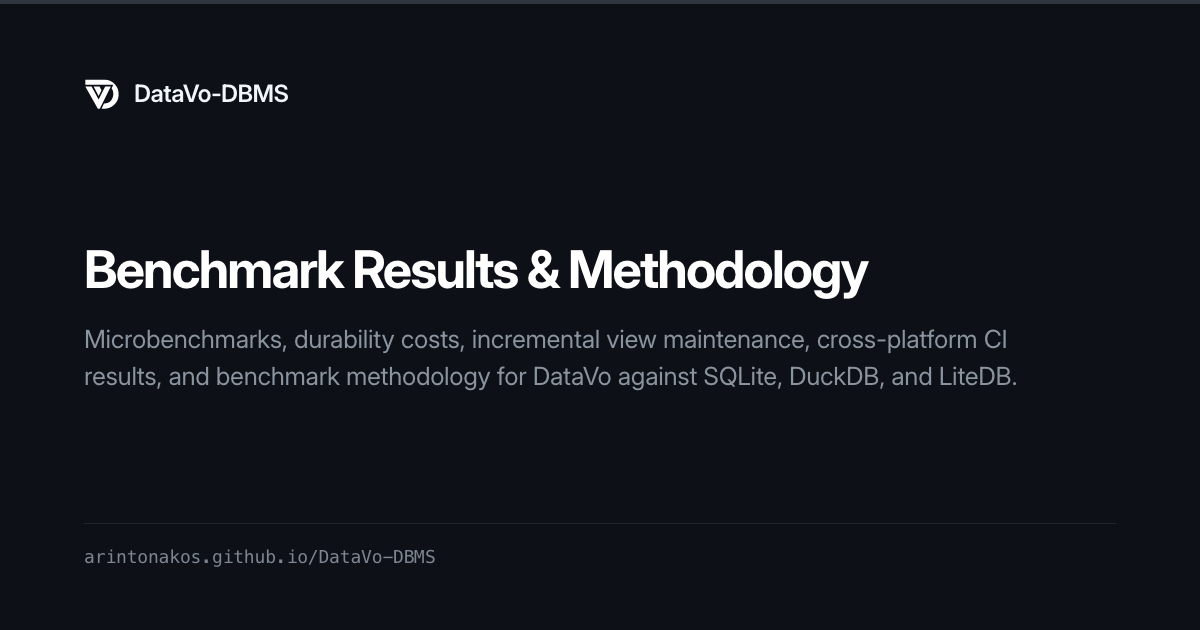 DataVo-DBMS
Benchmark Results & Methodology
Microbenchmarks, durability costs, incremental view maintenance, cross-platform CI
results, and benchmark methodology for DataVo against SQLite, DuckDB, and LiteDB.
arintonakos.github.io/DataVo-DBMS